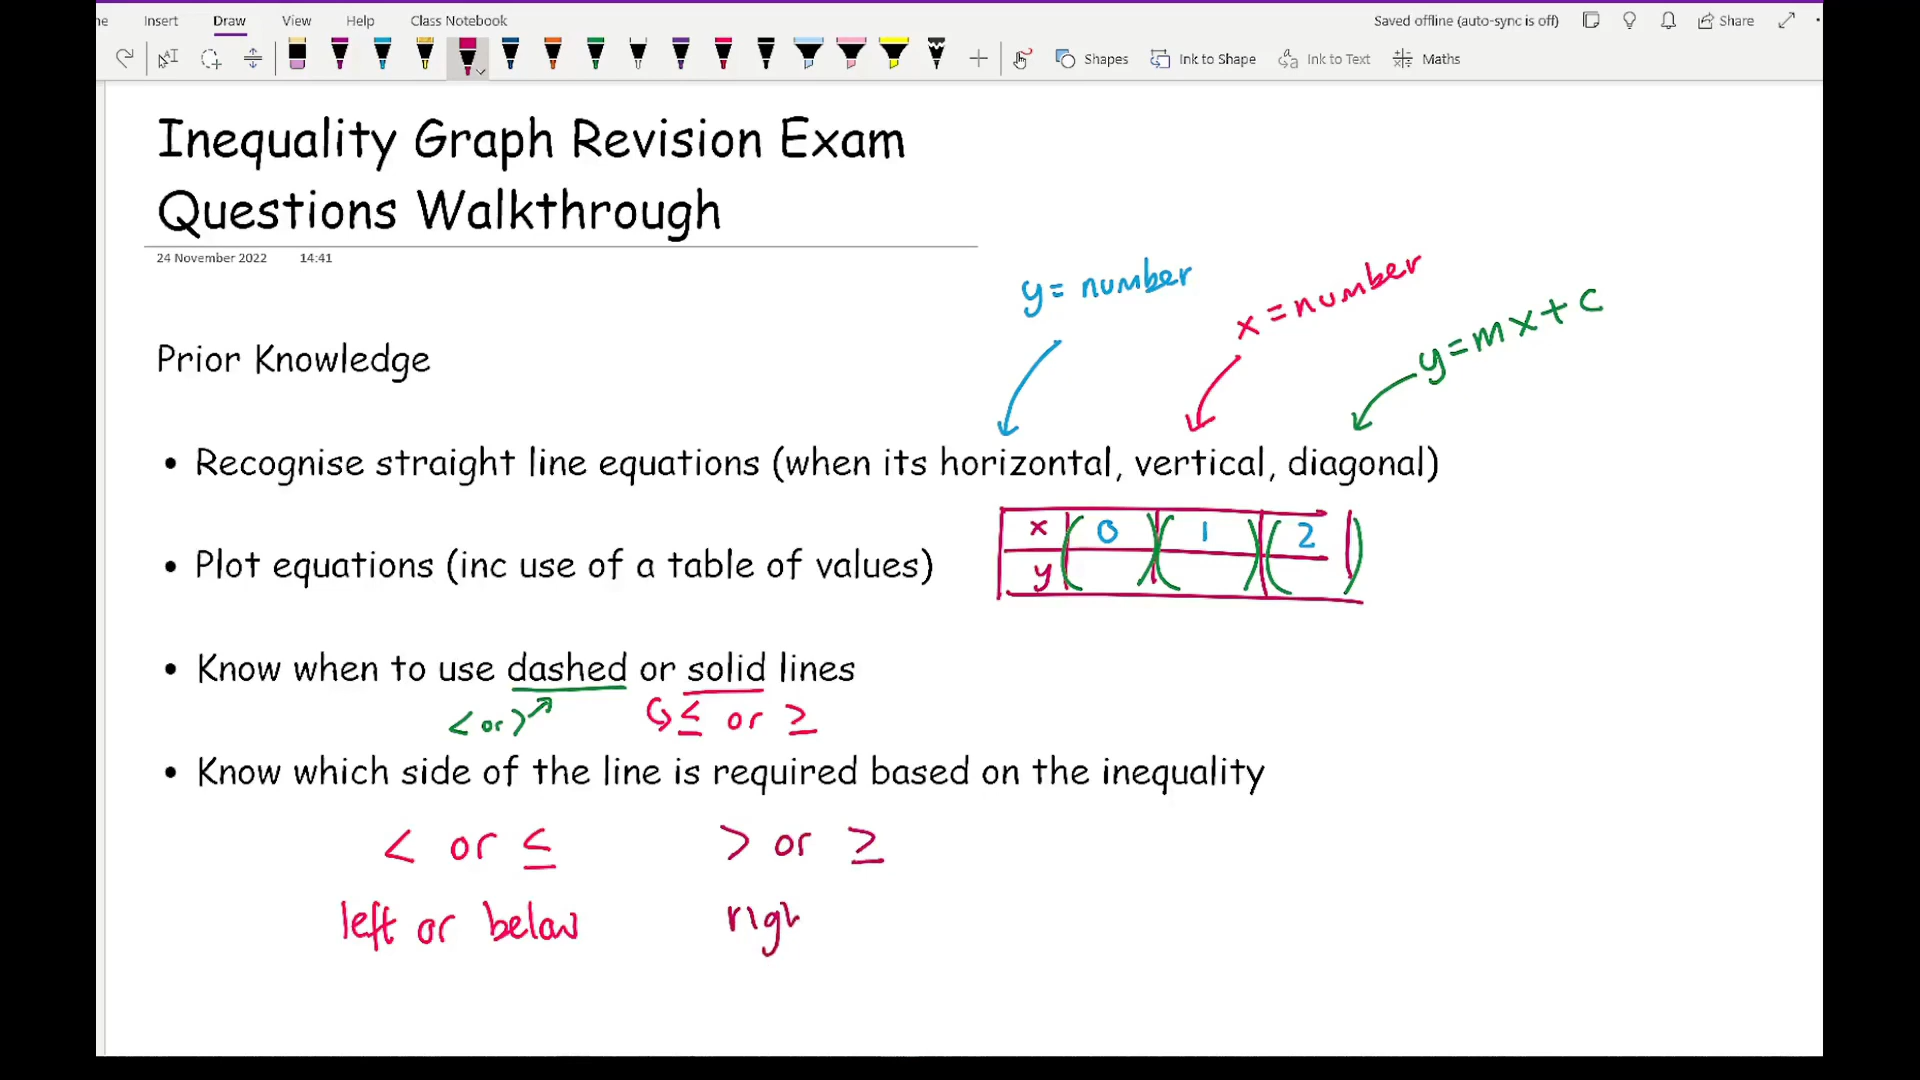 Insert Draw View Help Class Notebook Saved offline (auto-sync is off) Share
Shapes Ink to Shape Ink to Text Maths
Inequality Graph Revision Exam
Questions Walkthrough
24 November 2022 14:41
y = number
x = number
y = mx + c
Prior Knowledge
• Recognise straight line equations (when its horizontal, vertical, diagonal)
x 0 1 2
• Plot equations (inc use of a table of values)
y
• Know when to use dashed or solid lines
< or > ≤ or ≥
• Know which side of the line is required based on the inequality
< or ≤ > or ≥
left or below righ